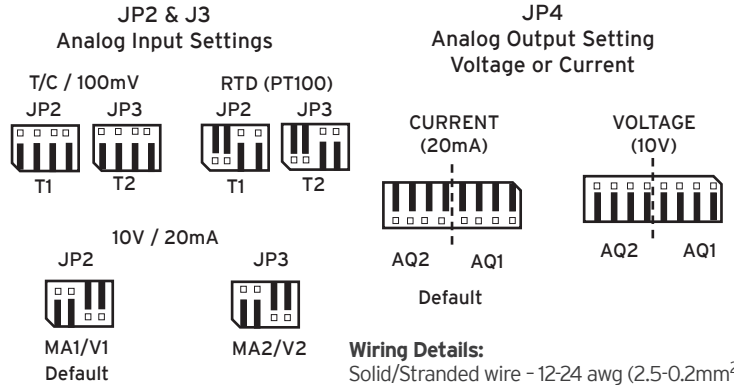 JP2 & J3
Analog Input Settings
T/C / 100mV
RTD (PT100)
JP2
JP3
JP2
JP3
T1
T2
T1
T2
10V / 20mA
JP2
JP3
MA1/V1
MA2/V2
Default
JP4
Analog Output Setting
Voltage or Current
CURRENT
(20mA)
VOLTAGE
(10V)
AQ2
AQ1
AQ2
AQ1
Default
Wiring Details:
Solid/Stranded wire – 12-24 awg (2.5-0.2mm²